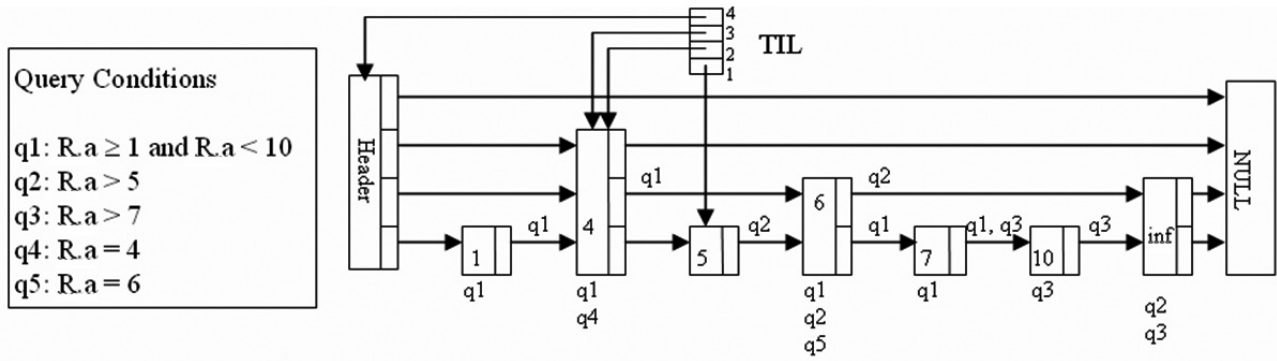 Query Conditions
q1: R.a ≥ 1 and R.a < 10
q2: R.a > 5
q3: R.a > 7
q4: R.a = 4
q5: R.a = 6
4
3
2
1
TIL
Header
NULL
q1
q2
6
q1
q2
q1
q1, q3
q3
1
4
5
7
10
inf
q1
q1
q4
q1
q2
q5
q1
q3
q2
q3